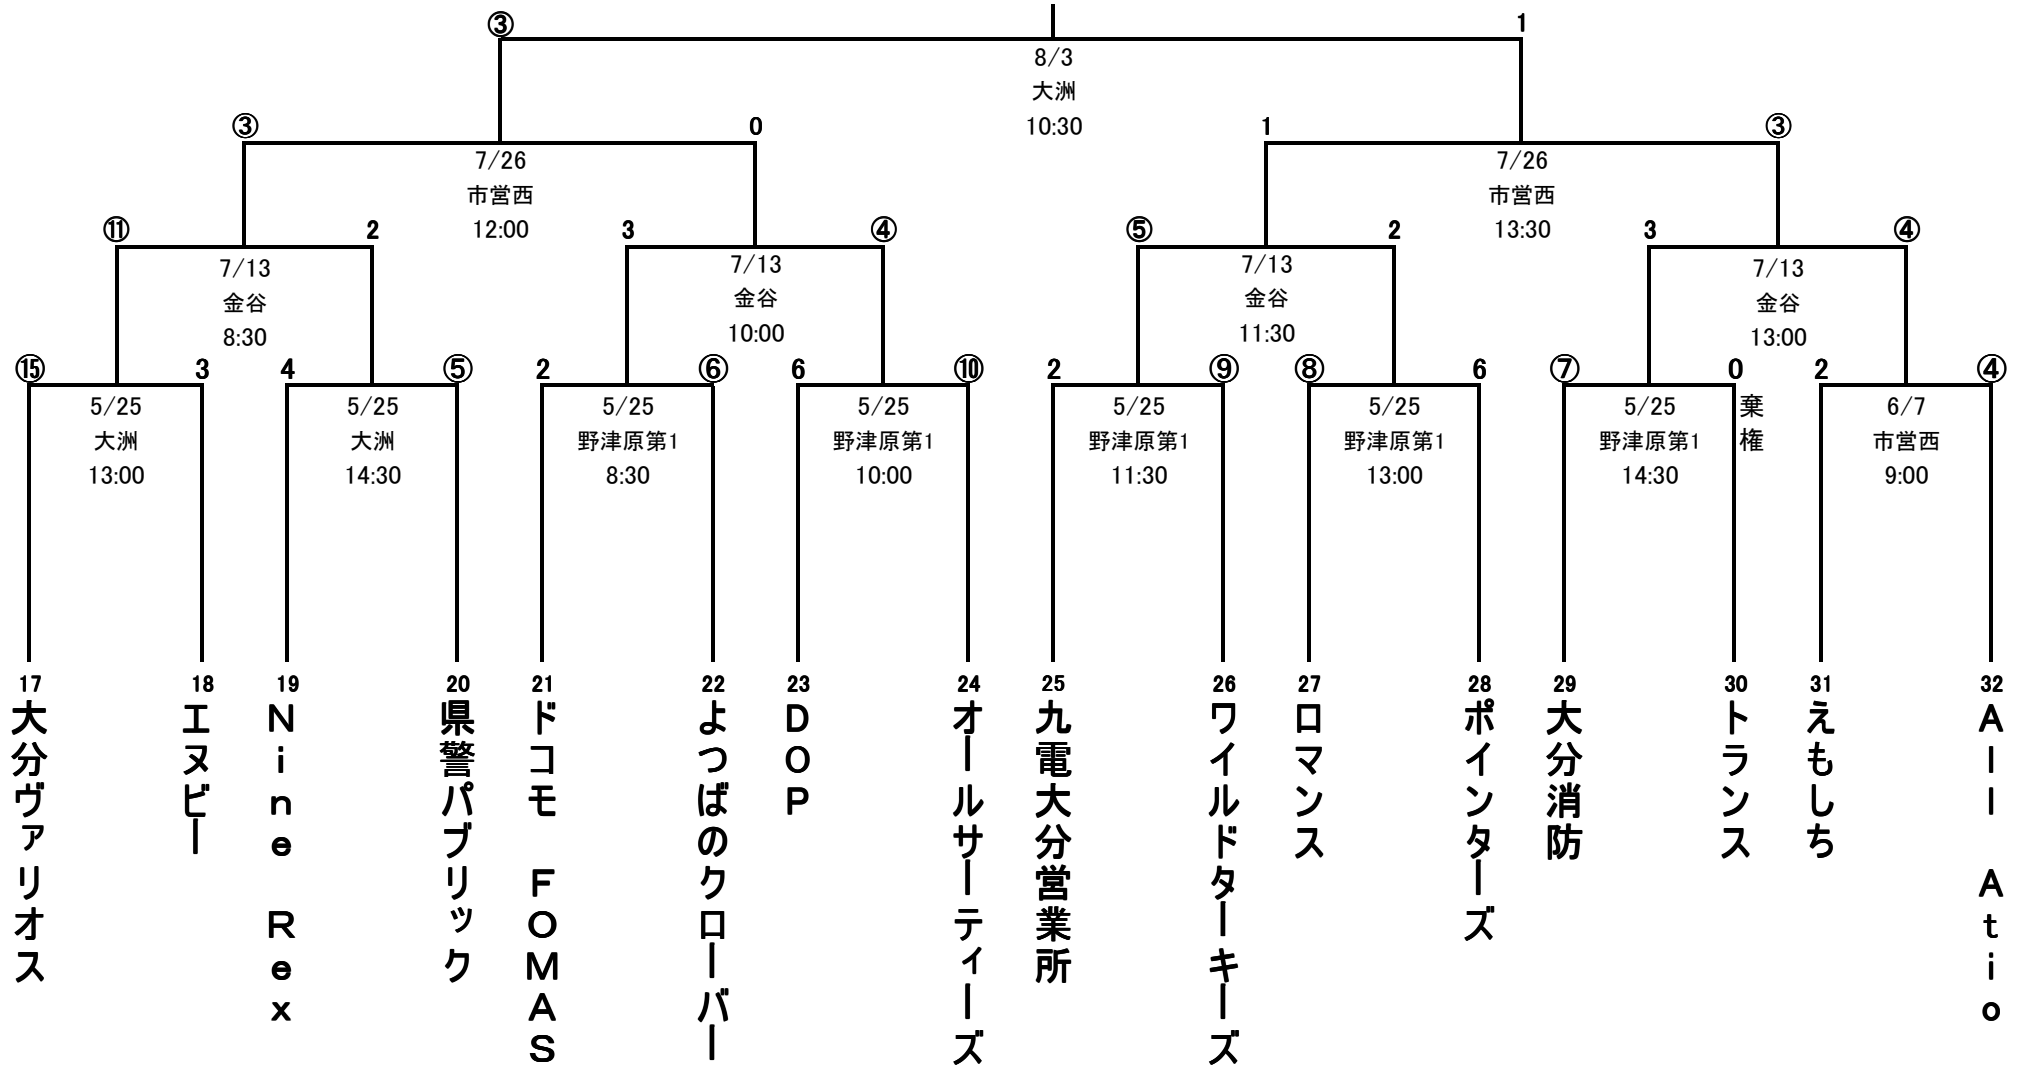 ③ 1
8/3
大洲
10:30
③ 0 1 ③
7/26 7/26
市営西 市営西
12:00 13:30
⑪ 2 3 ④ ⑤ 2 3 ④
7/13 7/13 7/13 7/13
金谷 金谷 金谷 金谷
8:30 10:00 11:30 13:00
⑮ 3 4 ⑤ 2 ⑥ 6 ⑩ 2 ⑨ ⑧ 6 ⑦ 0 2 ④
5/25 5/25 5/25 5/25 5/25 5/25 5/25 棄権 6/7
大洲 大洲 野津原第1 野津原第1 野津原第1 野津原第1 野津原第1 市営西
13:00 14:30 8:30 10:00 11:30 13:00 14:30 9:00
17 18 19 20 21 22 23 24 25 26 27 28 29 30 31 32
大分ヴァリオス
エヌビー
Nine Rex
県警パブリック
ドコモ FOMAS
よつばのクローバー
DOP
オールサーティーズ
九電大分営業所
ワイルドターキーズ
ロマンス
ポインターズ
大分消防
トランス
えもしち
All Atio